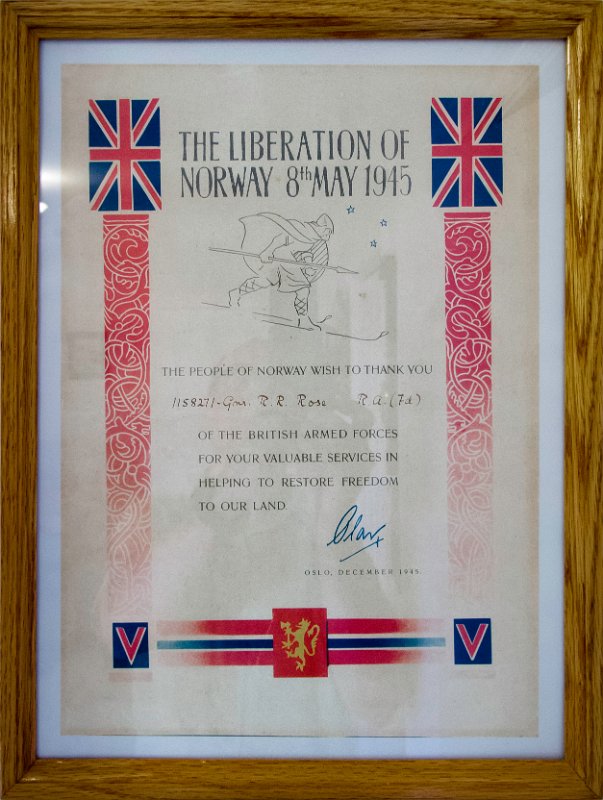 THE LIBERATION OF
NORWAY 8th MAY 1945
THE PEOPLE OF NORWAY WISH TO THANK YOU
1158271-Gnr. R.R. Rose R.A (Fd)
OF THE BRITISH ARMED FORCES
FOR YOUR VALUABLE SERVICES IN
HELPING TO RESTORE FREEDOM
TO OUR LAND
Olav
OSLO, DECEMBER 1945.
V V